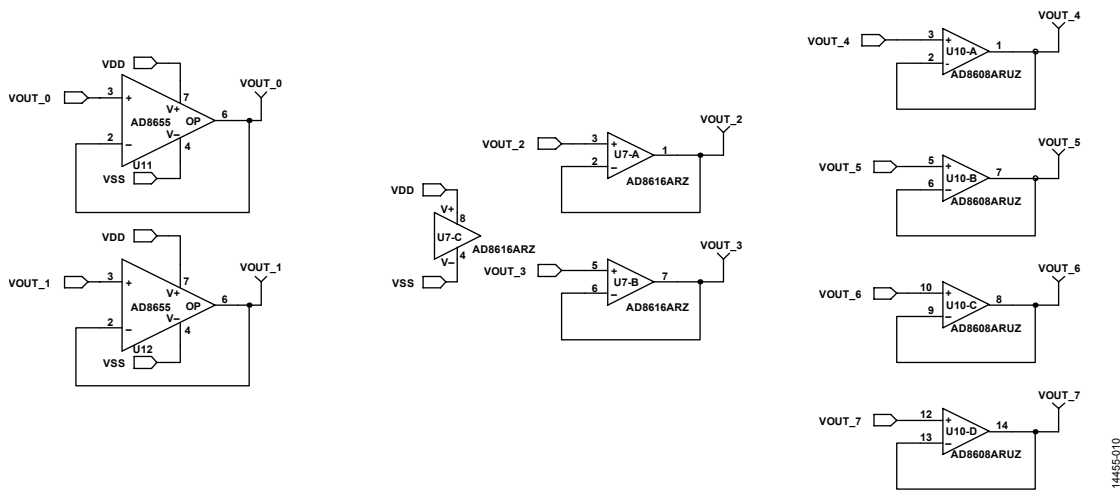 VDD
VOUT_0
3
+
7
V+
AD8655
OP
6
VOUT_0
2
−
V−
4
U11
VSS
VDD
VOUT_1
3
+
7
V+
AD8655
OP
6
VOUT_1
2
−
V−
4
U12
VSS
VDD
V+
8
U7-C
AD8616ARZ
V−
4
VSS
VOUT_2
3
+
U7-A
1
VOUT_2
2
−
AD8616ARZ
VOUT_3
5
+
U7-B
7
VOUT_3
6
−
AD8616ARZ
VOUT_4
3
+
U10-A
1
VOUT_4
2
-
AD8608ARUZ
VOUT_5
5
+
U10-B
7
VOUT_5
6
−
AD8608ARUZ
VOUT_6
10
+
U10-C
8
VOUT_6
9
−
AD8608ARUZ
VOUT_7
12
+
U10-D
14
VOUT_7
13
−
AD8608ARUZ
14455-010